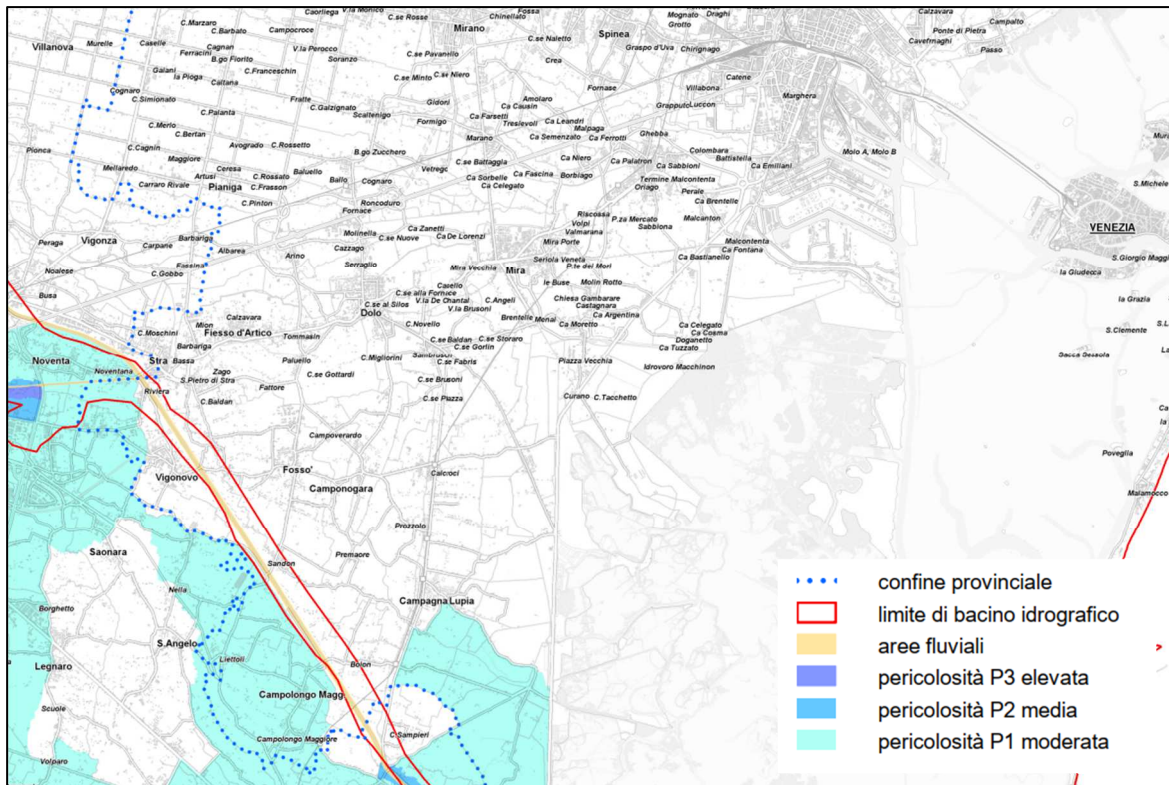 Caorliega
V.la Monico
Fossa
C.Marzaro
C.se Rosse
Chinellato
Mognato
Draghi
Calzavara
Campalto
C.Barbato
Campocroce
Mirano
Spinea
Grotto
Ponte di Pietra
Villanova
Murelle
Caselle
Cagnan
V.la Perocco
C.se Naletto
Graspo d'Uva
Chirignago
Cavergnaghi
Passo
Ferracini
B.go Fiorito
Soranzo
C.se Pavanello
Crea
Galani
la Pioga
C.Franceschin
C.se Niero
Catene
Caltana
C.se Minto
Fornase
Villabona
Marghera
Cognaro
C.Simionato
Fratte
C.Galzignato
Gidoni
Amolaro
Grapputo
Luccon
C.Palanta
Scaltenigo
Ca Causin
Ca Farsetti
Ca Leandri
C.Merlo
Formigo
Tresievoli
Malpaga
Ghebba
C.Bertan
Marano
Ca Semenzato
Ca Ferrotti
Pionca
C.Cagnin
Avogrado
C.Rossetto
B.go Zucchero
Colombara
Molo A, Molo B
Maggiore
C.se Battaggia
Ca Niero
Ca Palatron
Battistella
Mellaredo
Ceresa
Baluello
Vetrego
Ca Fascina
Ca Sabbioni
Ca Emiliani
Artusi
C.Rossato
Ballo
Cognaro
Ca Sorbelle
Borbiago
Termine
Malcontenta
S.Michele
Carraro Rivale
Pianiga
C.Frasson
Ca Celegato
Oriago
Perale
C.Pinton
Roncoduro
Ca Brentelle
Fornace
Riscossa
P.za Mercato
Malcanton
VENEZIA
Barbariga
Molinella
Ca Zanetti
Volpi
Sabbiona
Vigonza
Ca De Lorenzi
Valmarana
Peraga
Carpane
Albarea
Cazzago
C.se Nuove
Mira Porte
Malcontenta
Ca Fontana
Arino
Seriola Veneta
Ca Bastianello
S.Giorgio Maggi
Noalese
Fassina
Serraglio
Mira Vecchia
Mira
P.te dei Mori
la Giudecca
C.Gobbo
Casello
le Buse
Molin Rotto
Busa
C.se alla Fornace
V.la De Chantal
C.Angeli
Chiesa Gambarare
la Grazia
C.se al Silos
V.la Brusoni
Castagnara
Calzavara
Dolo
Brentelle
Menai
Ca Argentina
Mion
C.Novello
Ca Moretto
Ca Celegato
S.Clemente
C.Moschini
Fiesso d'Artico
Tommasin
C.se Baldan
C.se Storaro
Ca Cosma
Barbariga
C.se Gorlin
Doganetto
Noventa
Stra
Bassa
Paluello
C.Migliorini
Sambruson
Ca Tuzzato
Sacca Sessola
Noventana
Zago
C.se Fabris
Piazza Vecchia
Idrovoro Macchinon
S.Pietro di Stra
C.se Gottardi
C.se Brusoni
Riviera
Fattore
C.Baldan
C.se Piazza
Curano
C.Tacchetto
Campoverardo
Poveglia
Vigonovo
Fosso'
Calcroci
Camponogara
Malamocco
Prozzolo
Saonara
Sandon
Premaore
Nella
Campagna Lupia
Borghetto
S.Angelo
Legnaro
Liettoli
Boion
Campolongo Magg
Scuole
C.Sampieri
Campolongo Maggiore
Volparo
confine provinciale
limite di bacino idrografico
aree fluviali
pericolosità P3 elevata
pericolosità P2 media
pericolosità P1 moderata